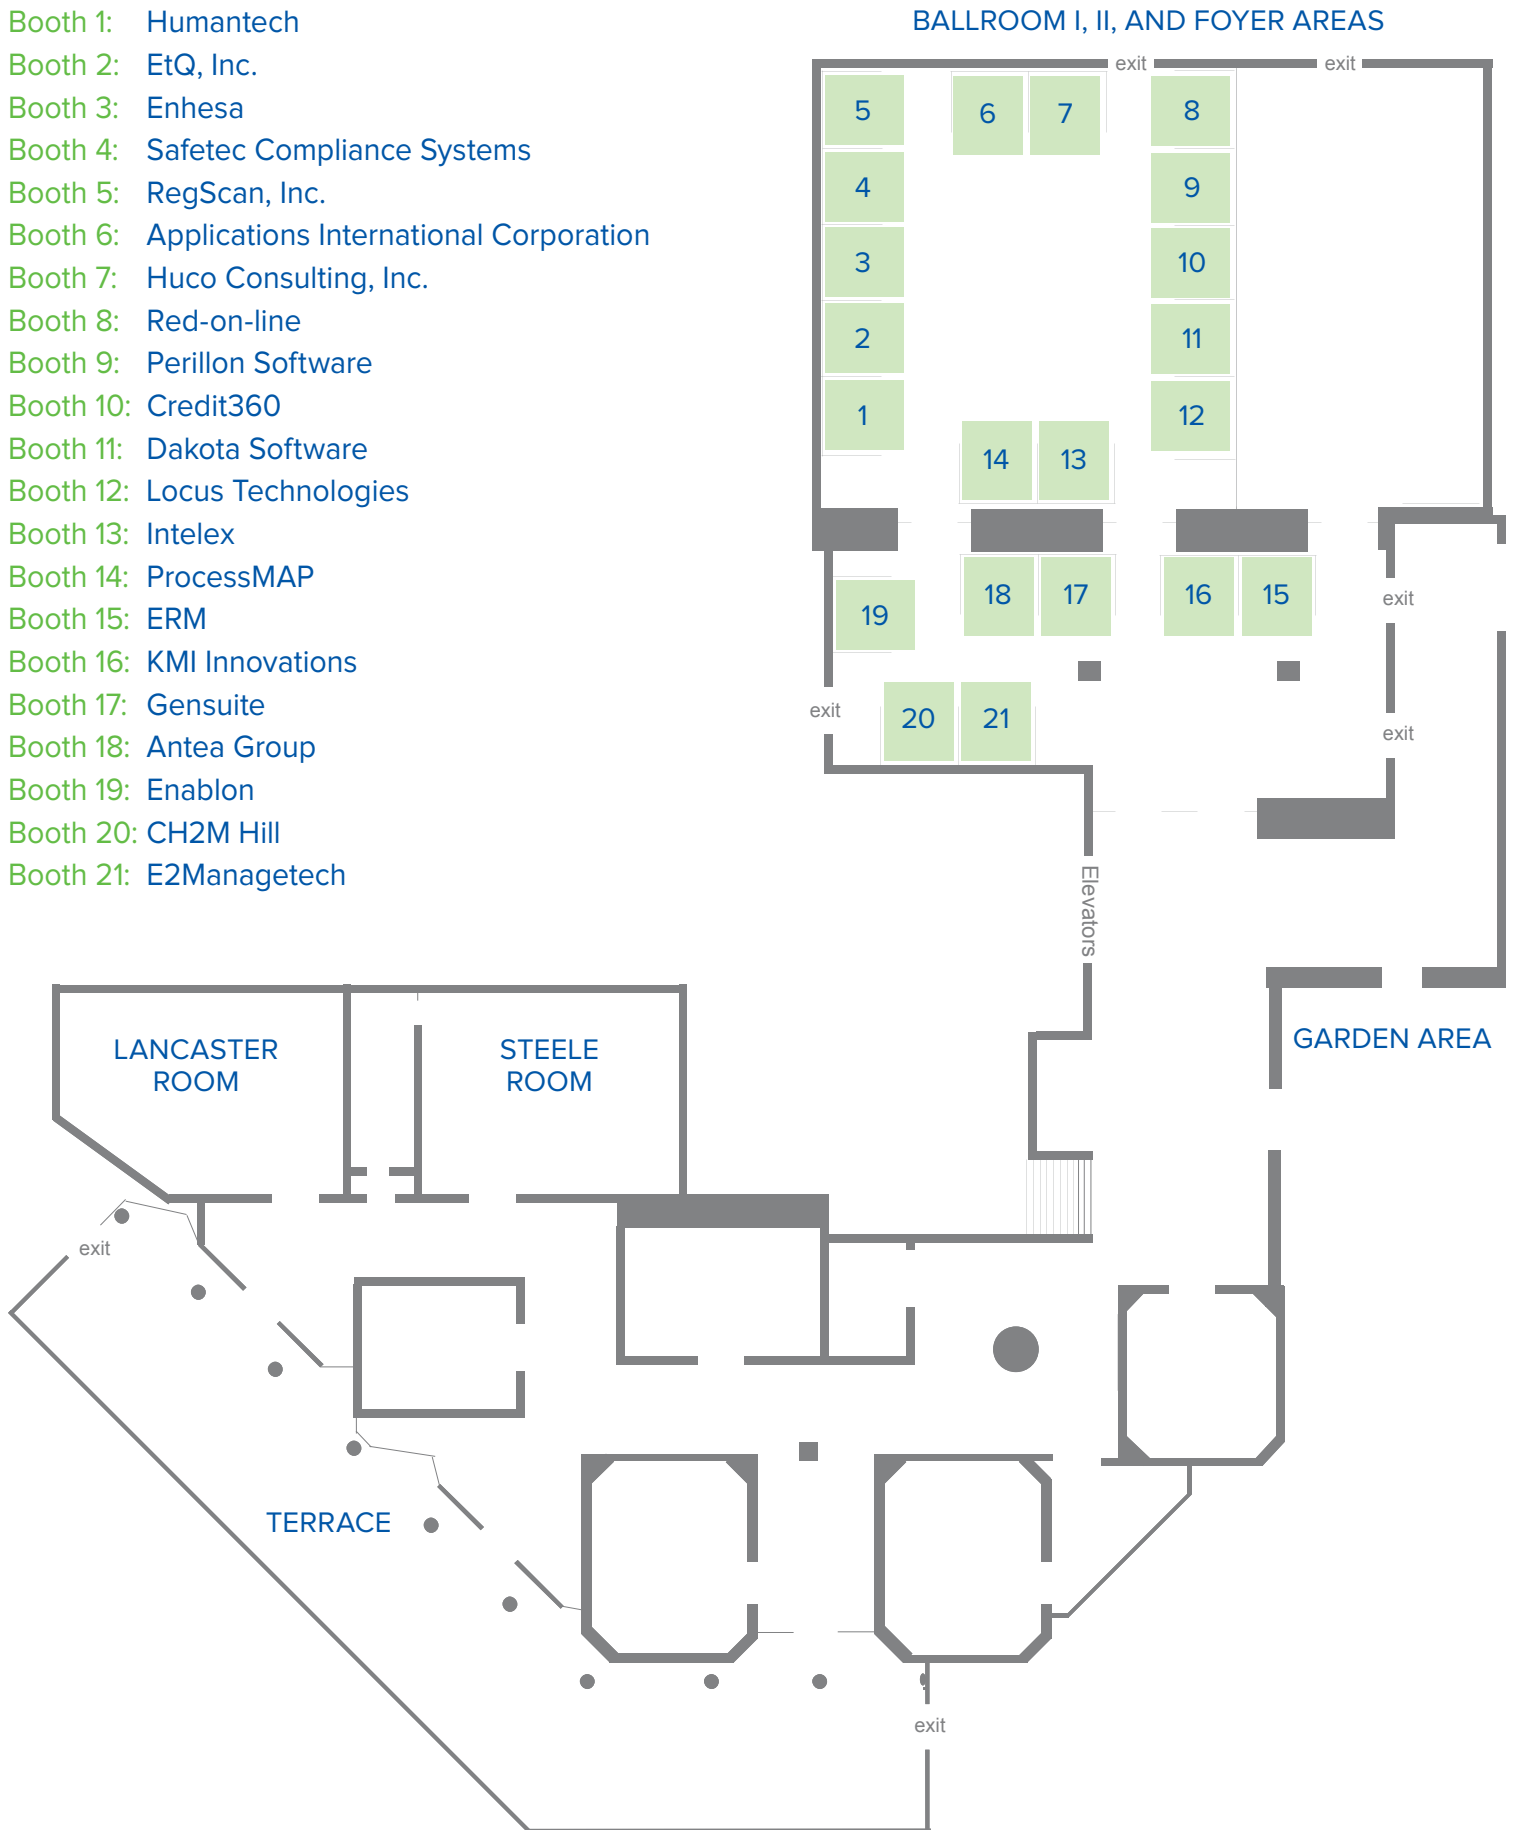 Booth 1: Humantech
Booth 2: EtQ, Inc.
Booth 3: Enhesa
Booth 4: Safetec Compliance Systems
Booth 5: RegScan, Inc.
Booth 6: Applications International Corporation
Booth 7: Huco Consulting, Inc.
Booth 8: Red-on-line
Booth 9: Perillon Software
Booth 10: Credit360
Booth 11: Dakota Software
Booth 12: Locus Technologies
Booth 13: Intelex
Booth 14: ProcessMAP
Booth 15: ERM
Booth 16: KMI Innovations
Booth 17: Gensuite
Booth 18: Antea Group
Booth 19: Enablon
Booth 20: CH2M Hill
Booth 21: E2Managetech
BALLROOM I, II, AND FOYER AREAS
exit
exit
5
6
7
8
4
9
3
10
2
11
1
12
14
13
18
17
16
15
19
exit
exit
20
21
exit
Elevators
GARDEN AREA
LANCASTER
ROOM
STEELE
ROOM
exit
TERRACE
exit